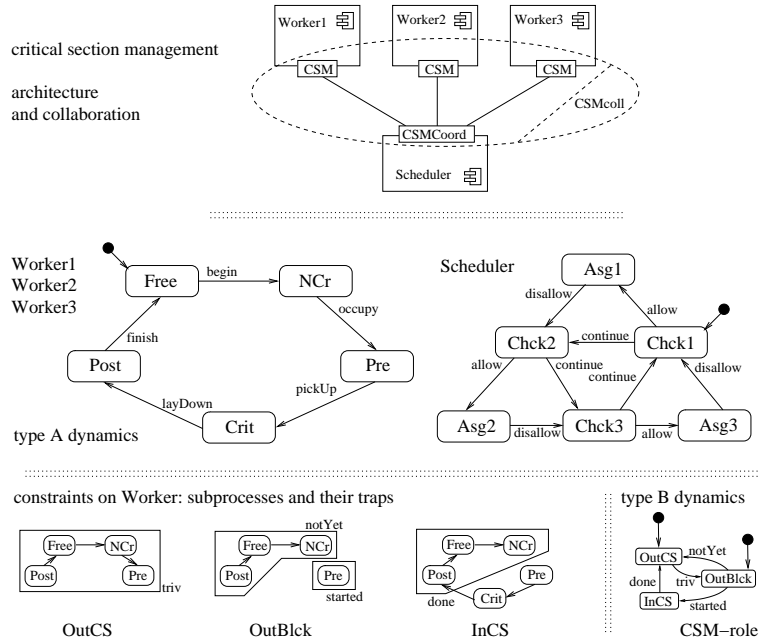 Worker1
Worker2
Worker3
critical section management
CSM
CSM
CSM
architecture
and collaboration
CSMcoll
CSMCoord
Scheduler
Worker1
Worker2
Worker3
Free
begin
NCr
occupy
finish
Post
Pre
pickUp
layDown
Crit
type A dynamics
Scheduler
Asg1
disallow
allow
Chck2
continue
Chck1
allow
continue
continue
disallow
Asg2
disallow
Chck3
allow
Asg3
constraints on Worker: subprocesses and their traps
type B dynamics
Free
NCr
Post
Pre
triv
OutCS
notYet
Free
NCr
Post
Pre
started
OutBlck
Free
NCr
Post
Pre
Crit
done
InCS
OutCS
notYet
done
triv
OutBlck
InCS
started
CSM-role